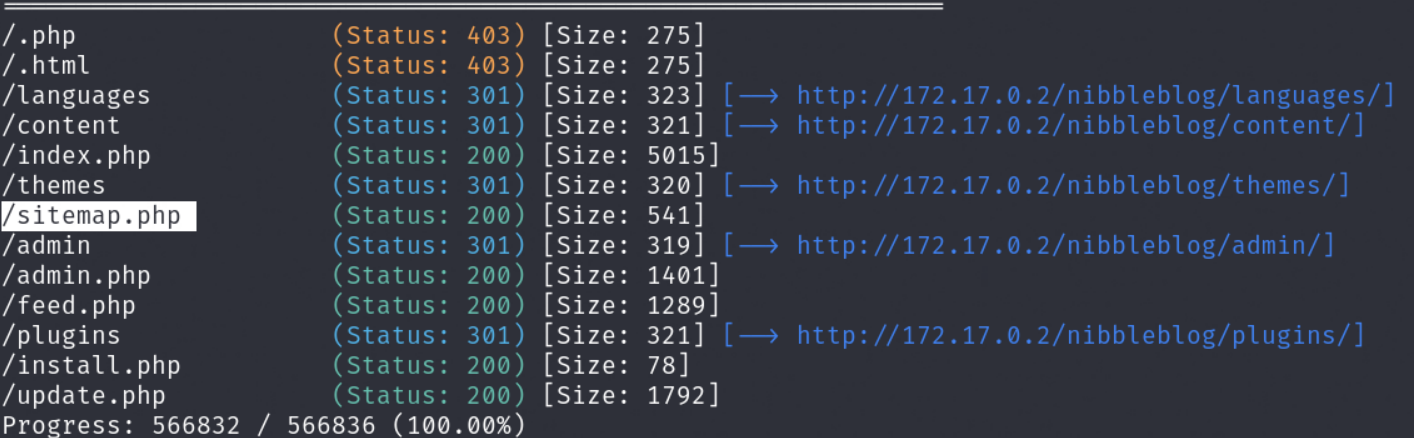 ===============================================================
/.php                 (Status: 403) [Size: 275]
/.html                (Status: 403) [Size: 275]
/languages            (Status: 301) [Size: 323] [--> http://172.17.0.2/nibbleblog/languages/]
/content              (Status: 301) [Size: 321] [--> http://172.17.0.2/nibbleblog/content/]
/index.php            (Status: 200) [Size: 5015]
/themes               (Status: 301) [Size: 320] [--> http://172.17.0.2/nibbleblog/themes/]
/sitemap.php          (Status: 200) [Size: 541]
/admin                (Status: 301) [Size: 319] [--> http://172.17.0.2/nibbleblog/admin/]
/admin.php            (Status: 200) [Size: 1401]
/feed.php             (Status: 200) [Size: 1289]
/plugins              (Status: 301) [Size: 321] [--> http://172.17.0.2/nibbleblog/plugins/]
/install.php          (Status: 200) [Size: 78]
/update.php           (Status: 200) [Size: 1792]
Progress: 566832 / 566836 (100.00%)